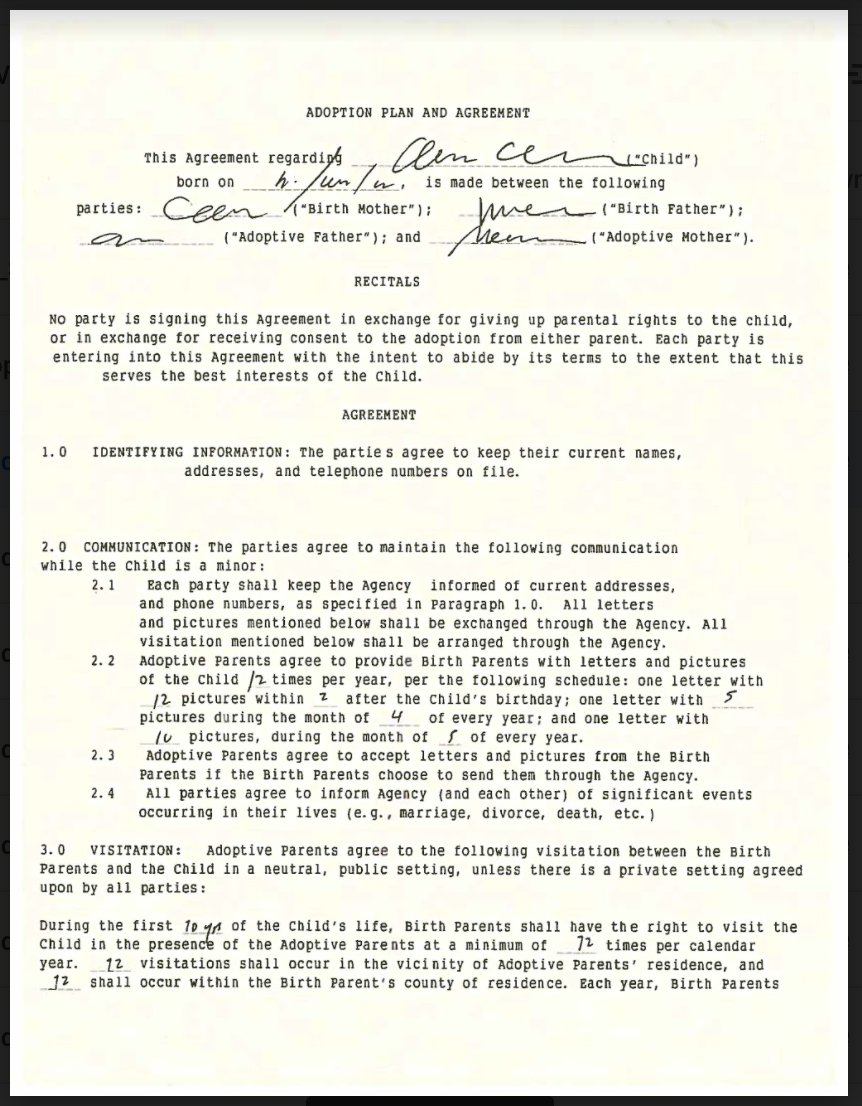 ADOPTION PLAN AND AGREEMENT
This Agreement regarding ("Child")
born on , is made between the following
parties: ("Birth Mother"); ("Birth Father");
("Adoptive Father"); and ("Adoptive Mother").
RECITALS
No party is signing this Agreement in exchange for giving up parental rights to the child,
or in exchange for receiving consent to the adoption from either parent. Each party is
entering into this Agreement with the intent to abide by its terms to the extent that this
serves the best interests of the Child.
AGREEMENT
1.0 IDENTIFYING INFORMATION: The parties agree to keep their current names,
addresses, and telephone numbers on file.
2.0 COMMUNICATION: The parties agree to maintain the following communication
while the Child is a minor:
2.1 Each party shall keep the Agency informed of current addresses,
and phone numbers, as specified in Paragraph 1.0. All letters
and pictures mentioned below shall be exchanged through the Agency. All
visitation mentioned below shall be arranged through the Agency.
2.2 Adoptive Parents agree to provide Birth Parents with letters and pictures
of the Child 12 times per year, per the following schedule: one letter with
12 pictures within 2 after the Child's birthday; one letter with 5
pictures during the month of 4 of every year; and one letter with
10 pictures, during the month of 5 of every year.
2.3 Adoptive Parents agree to accept letters and pictures from the Birth
Parents if the Birth Parents choose to send them through the Agency.
2.4 All parties agree to inform Agency (and each other) of significant events
occurring in their lives (e.g., marriage, divorce, death, etc.)
3.0 VISITATION: Adoptive Parents agree to the following visitation between the Birth
Parents and the Child in a neutral, public setting, unless there is a private setting agreed
upon by all parties:
During the first 10 yrs of the Child's life, Birth Parents shall have the right to visit the
Child in the presence of the Adoptive Parents at a minimum of 12 times per calendar
year. 12 visitations shall occur in the vicinity of Adoptive Parents' residence, and
12 shall occur within the Birth Parent's county of residence. Each year, Birth Parents